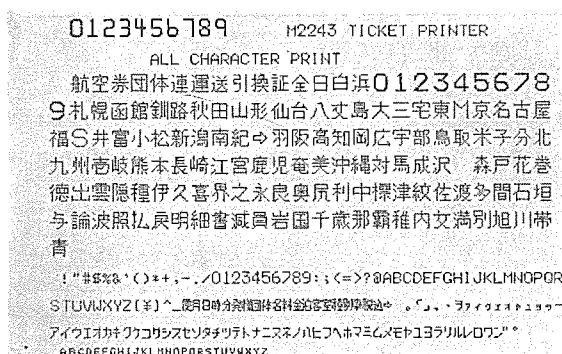 0123456789 M2243 TICKET PRINTER
ALL CHARACTER PRINT
航空券団体連運送引換証全日白浜012345678
9札幌函館釧路秋田山形仙台八丈島大三宅東M京名古屋
福S井富小松新潟南紀⇨羽阪高知岡広宇部鳥取米子分北
九州壱岐熊本長崎江宮鹿児奄美沖縄対馬成沢 森戸花巻
徳出雲隠種伊久喜界之永良奥尻利中標津紋佐渡多間石垣
与論波照払戻明細書減員岩国千歳那覇稚内女満別旭川帯
青
!"#$%&'()*+,-./0123456789:;<=>?@ABCDEFGHIJKLMNOPQR
STUVWXYZ[¥]^_
アイウエオカキクケコサシスセソタチツテトナニヌネノハヒフヘホマミムメモヤユヨラリルレロワン゛゜
ABCDEFGHIJKLMNOPQRSTUVWXYZ